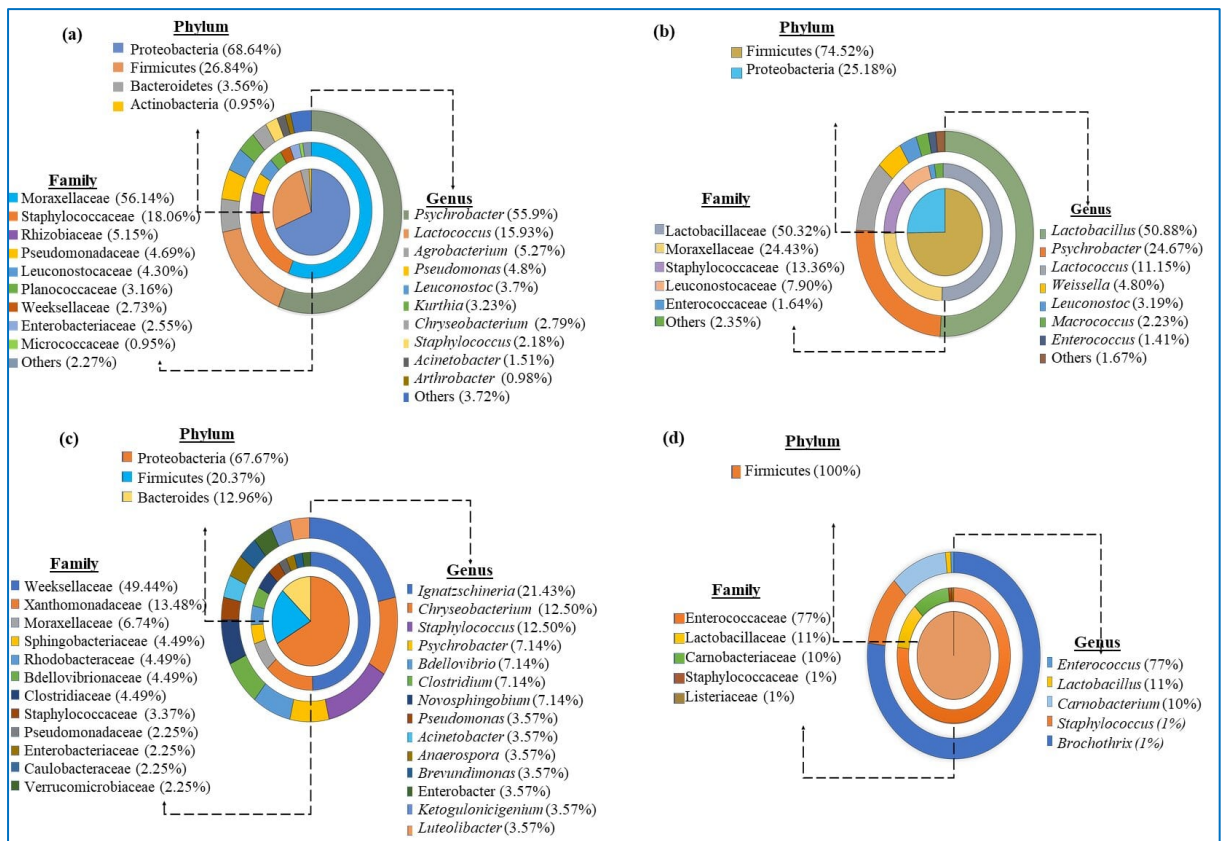 (a)
Phylum
Proteobacteria (68.64%)
Firmicutes (26.84%)
Bacteroidetes (3.56%)
Actinobacteria (0.95%)
Family
Moraxellaceae (56.14%)
Staphylococcaceae (18.06%)
Rhizobiaceae (5.15%)
Pseudomonadaceae (4.69%)
Leuconostocaceae (4.30%)
Planococcaceae (3.16%)
Weeksellaceae (2.73%)
Enterobacteriaceae (2.55%)
Micrococcaceae (0.95%)
Others (2.27%)
Genus
Psychrobacter (55.9%)
Lactococcus (15.93%)
Agrobacterium (5.27%)
Pseudomonas (4.8%)
Leuconostoc (3.7%)
Kurthia (3.23%)
Chryseobacterium (2.79%)
Staphylococcus (2.18%)
Acinetobacter (1.51%)
Arthrobacter (0.98%)
Others (3.72%)
(b)
Phylum
Firmicutes (74.52%)
Proteobacteria (25.18%)
Family
Lactobacillaceae (50.32%)
Moraxellaceae (24.43%)
Staphylococcaceae (13.36%)
Leuconostocaceae (7.90%)
Enterococcaceae (1.64%)
Others (2.35%)
Genus
Lactobacillus (50.88%)
Psychrobacter (24.67%)
Lactococcus (11.15%)
Weissella (4.80%)
Leuconostoc (3.19%)
Macrococcus (2.23%)
Enterococcus (1.41%)
Others (1.67%)
(c)
Phylum
Proteobacteria (67.67%)
Firmicutes (20.37%)
Bacteroides (12.96%)
Family
Weeksellaceae (49.44%)
Xanthomonadaceae (13.48%)
Moraxellaceae (6.74%)
Sphingobacteriaceae (4.49%)
Rhodobacteraceae (4.49%)
Bdellovibrionaceae (4.49%)
Clostridiaceae (4.49%)
Staphylococcaceae (3.37%)
Pseudomonadaceae (2.25%)
Enterobacteriaceae (2.25%)
Caulobacteraceae (2.25%)
Verrucomicrobiaceae (2.25%)
Genus
Ignatzschineria (21.43%)
Chryseobacterium (12.50%)
Staphylococcus (12.50%)
Psychrobacter (7.14%)
Bdellovibrio (7.14%)
Clostridium (7.14%)
Novosphingobium (7.14%)
Pseudomonas (3.57%)
Acinetobacter (3.57%)
Anaerospora (3.57%)
Brevundimonas (3.57%)
Enterobacter (3.57%)
Ketogulonicigenium (3.57%)
Luteolibacter (3.57%)
(d)
Phylum
Firmicutes (100%)
Family
Enterococcaceae (77%)
Lactobacillaceae (11%)
Carnobacteriaceae (10%)
Staphylococcaceae (1%)
Listeriaceae (1%)
Genus
Enterococcus (77%)
Lactobacillus (11%)
Carnobacterium (10%)
Staphylococcus (1%)
Brochothrix (1%)